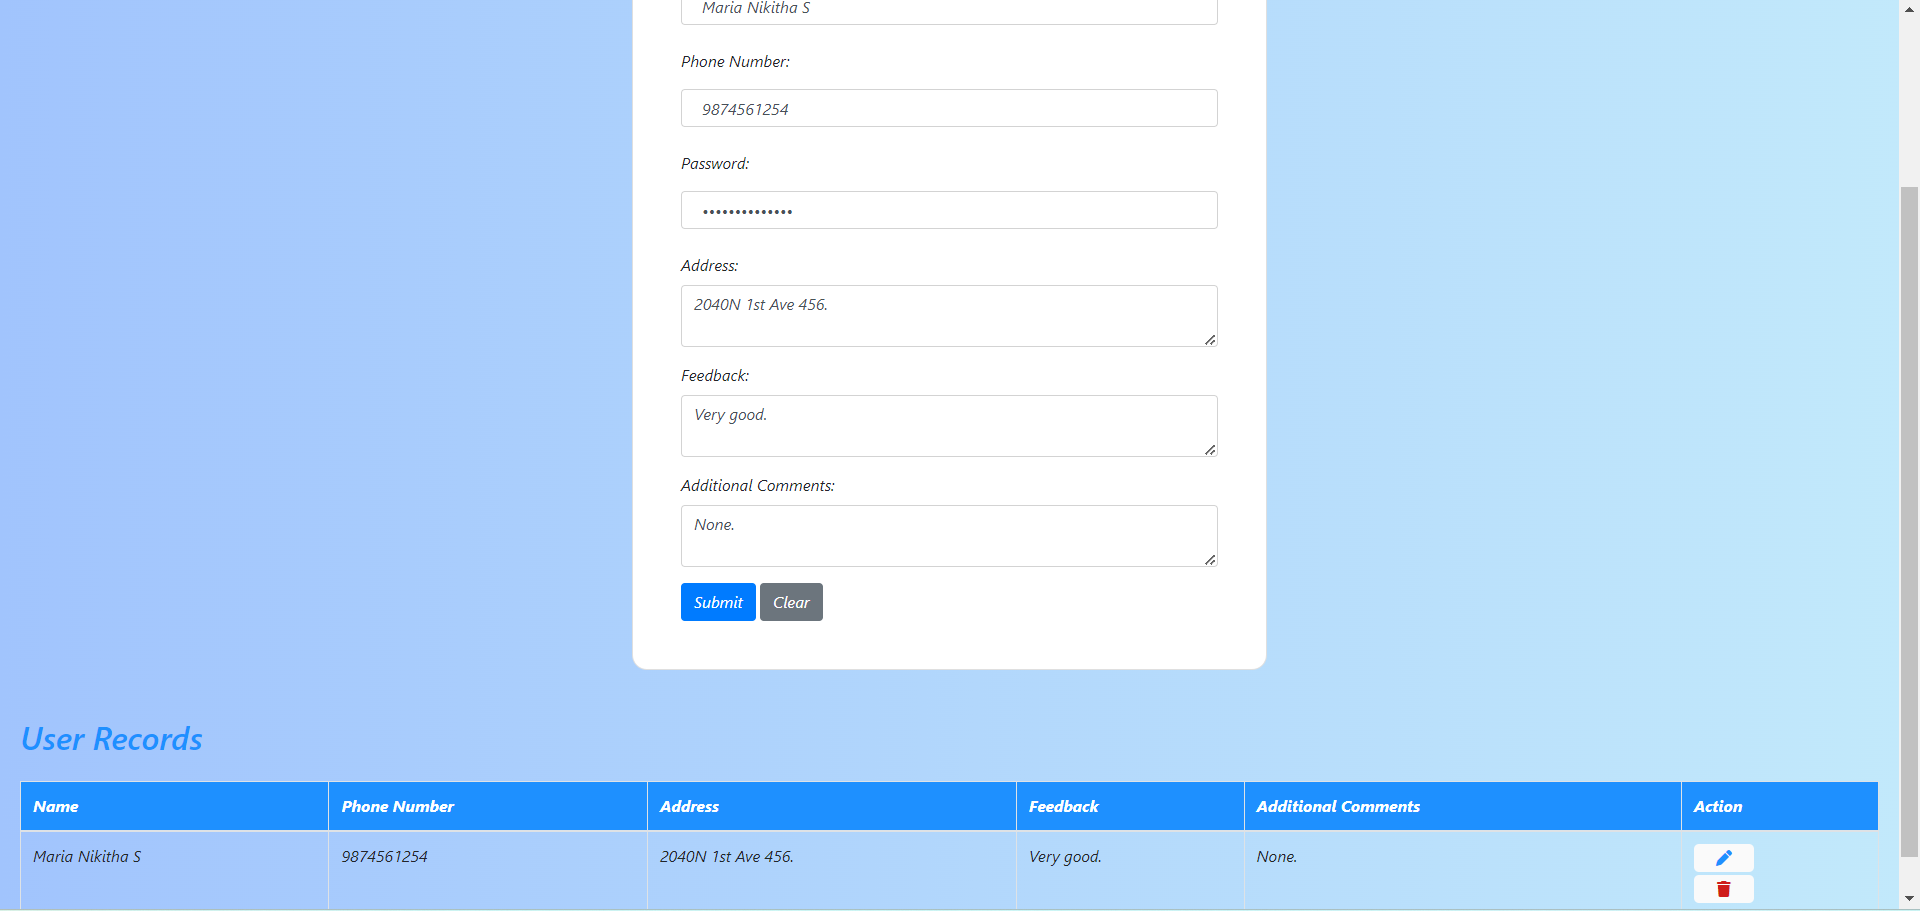 Maria Nikitha S
Phone Number:
9874561254
Password:
••••••••••••••
Address:
2040N 1st Ave 456.
Feedback:
Very good.
Additional Comments:
None.
Submit Clear
User Records
Name Phone Number Address Feedback Additional Comments Action
Maria Nikitha S 9874561254 2040N 1st Ave 456. Very good. None.